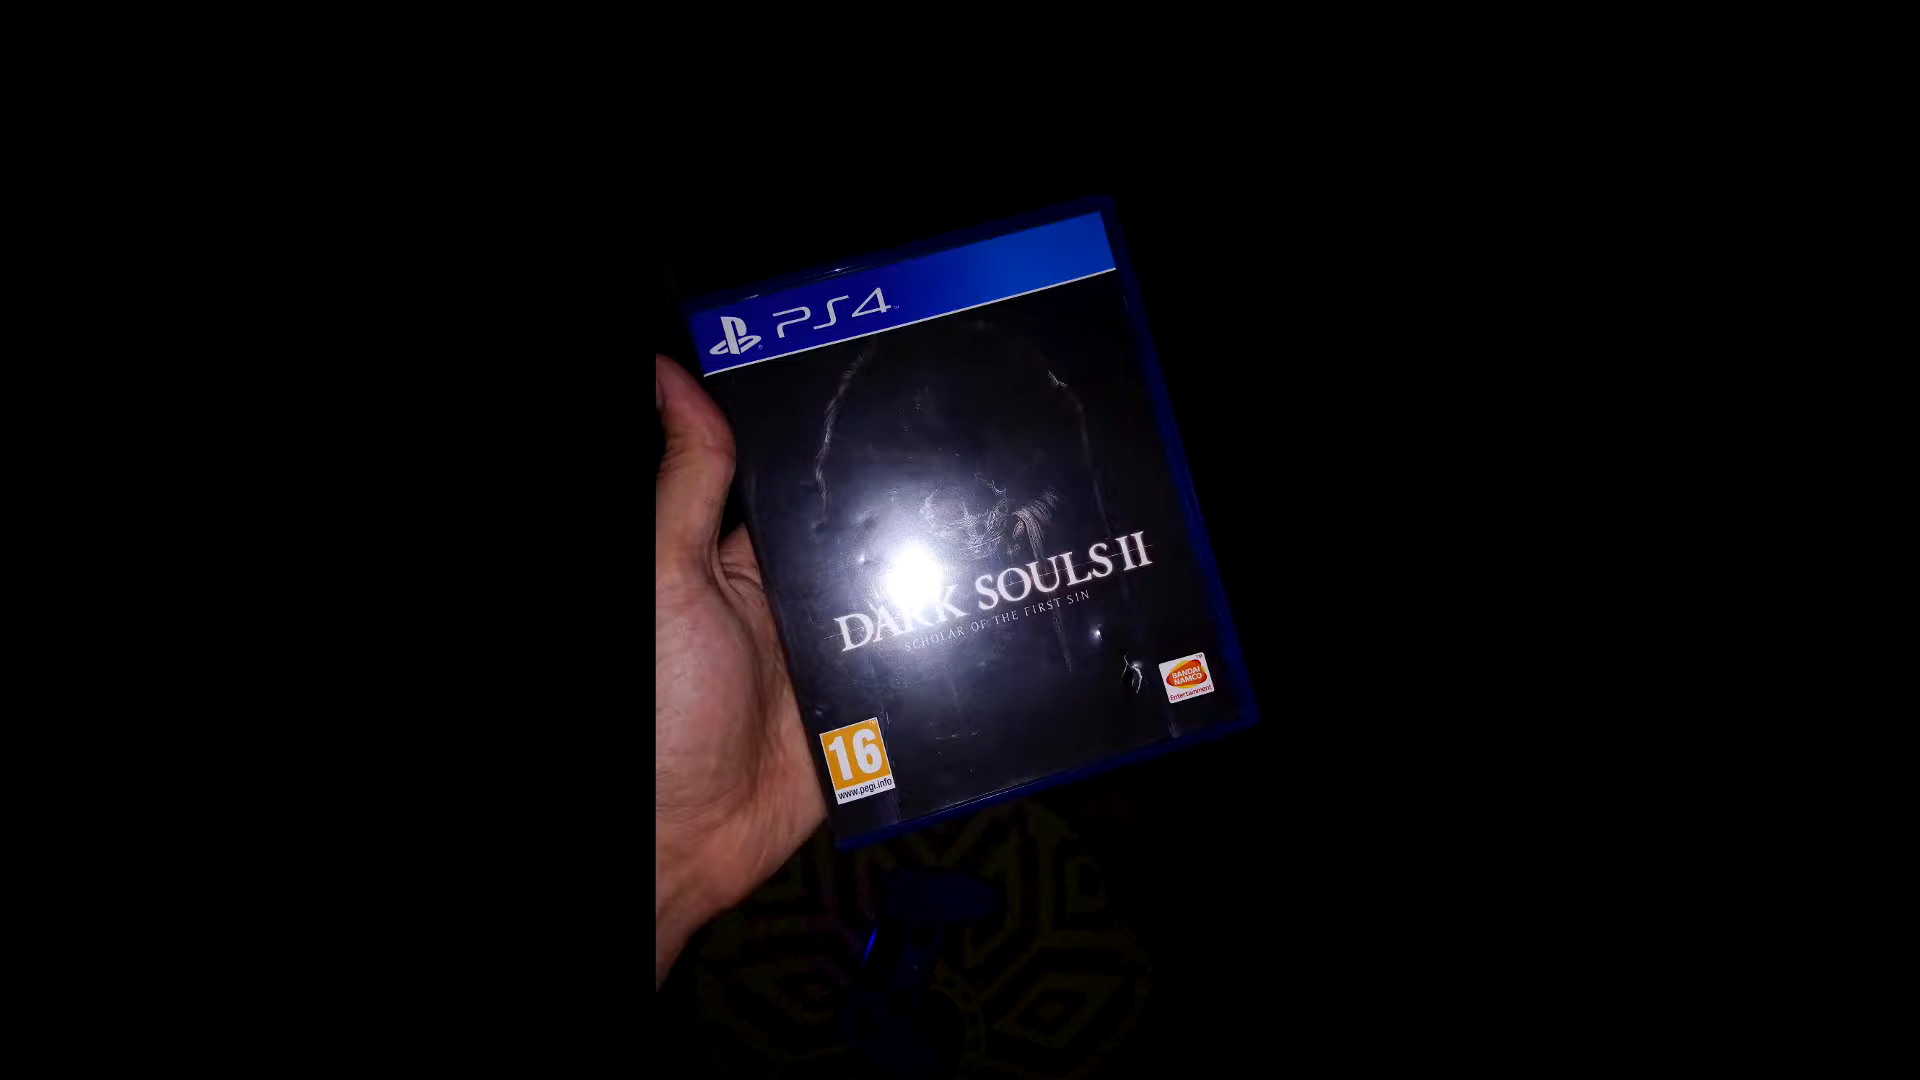 PS4
DARK SOULS II
SCHOLAR OF THE FIRST SIN
BANDAI
NAMCO
Entertainment
16
www.pegi.info